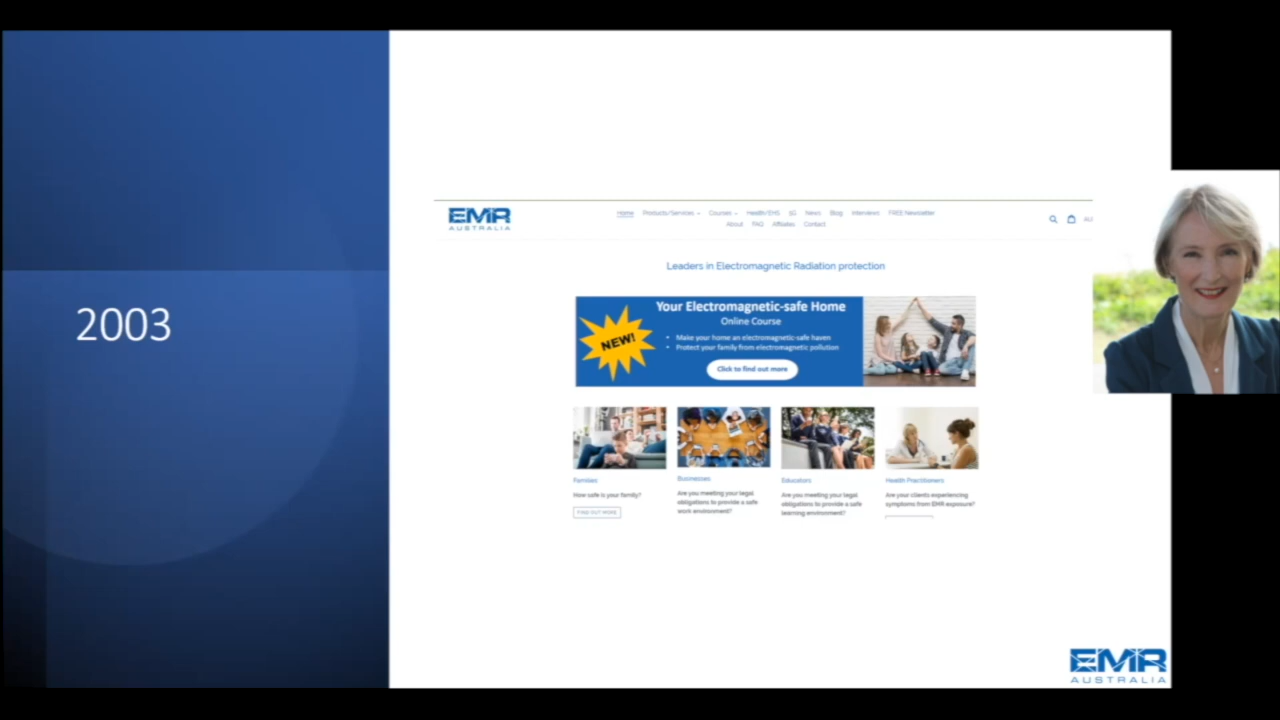 2003
EMR
AUSTRALIA
Home Products/Services Courses Health/EHS 5G News Blog Interviews FREE Newsletter
About FAQ Affiliates Contact
AU
Leaders in Electromagnetic Radiation protection
NEW!
Your Electromagnetic-safe Home
Online Course
• Make your home an electromagnetic-safe haven
• Protect your family from electromagnetic pollution
Click to find out more
Families
How safe is your family?
FIND OUT MORE
Businesses
Are you meeting your legal
obligations to provide a safe
work environment?
Educators
Are you meeting your legal
obligations to provide a safe
learning environment?
Health Practitioners
Are your clients experiencing
symptoms from EMR exposure?
EMR
AUSTRALIA